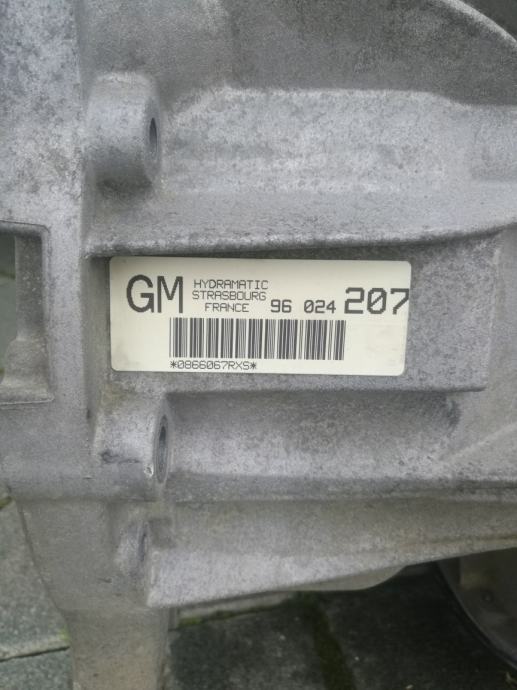 GM HYDRAMATIC
STRASBOURG
FRANCE 96 024 207
*0866067RXS*